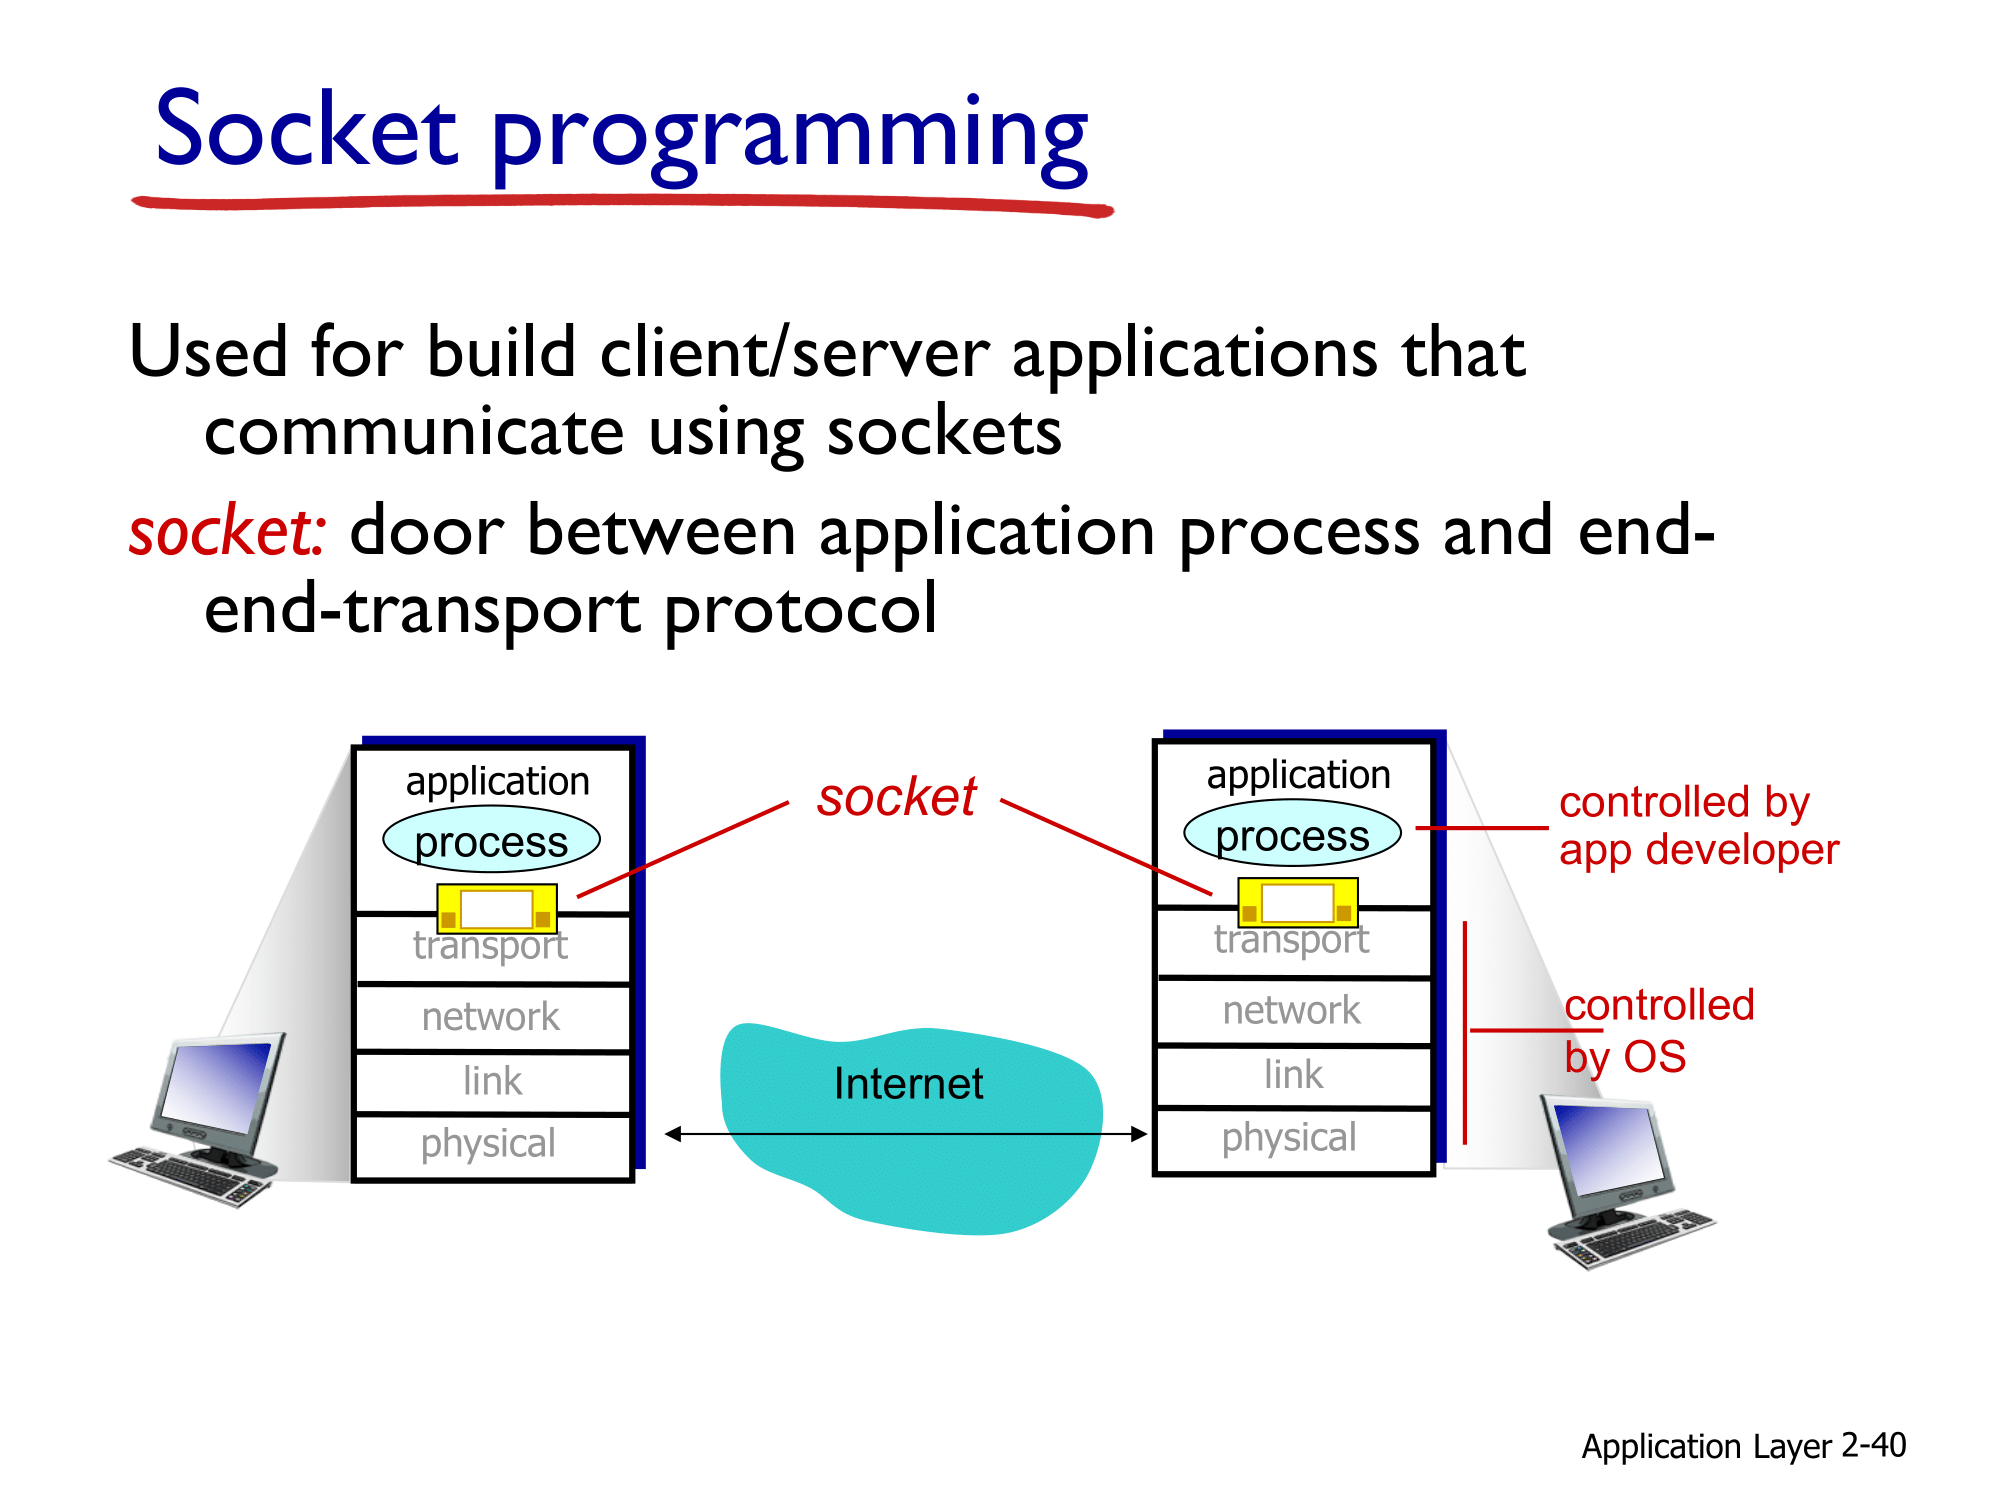 Socket programming
Used for build client/server applications that
communicate using sockets
socket: door between application process and end-
end-transport protocol
application
process
transport
network
link
physical
socket
Internet
application
process
transport
network
link
physical
controlled by
app developer
controlled
by OS
Application Layer 2-40